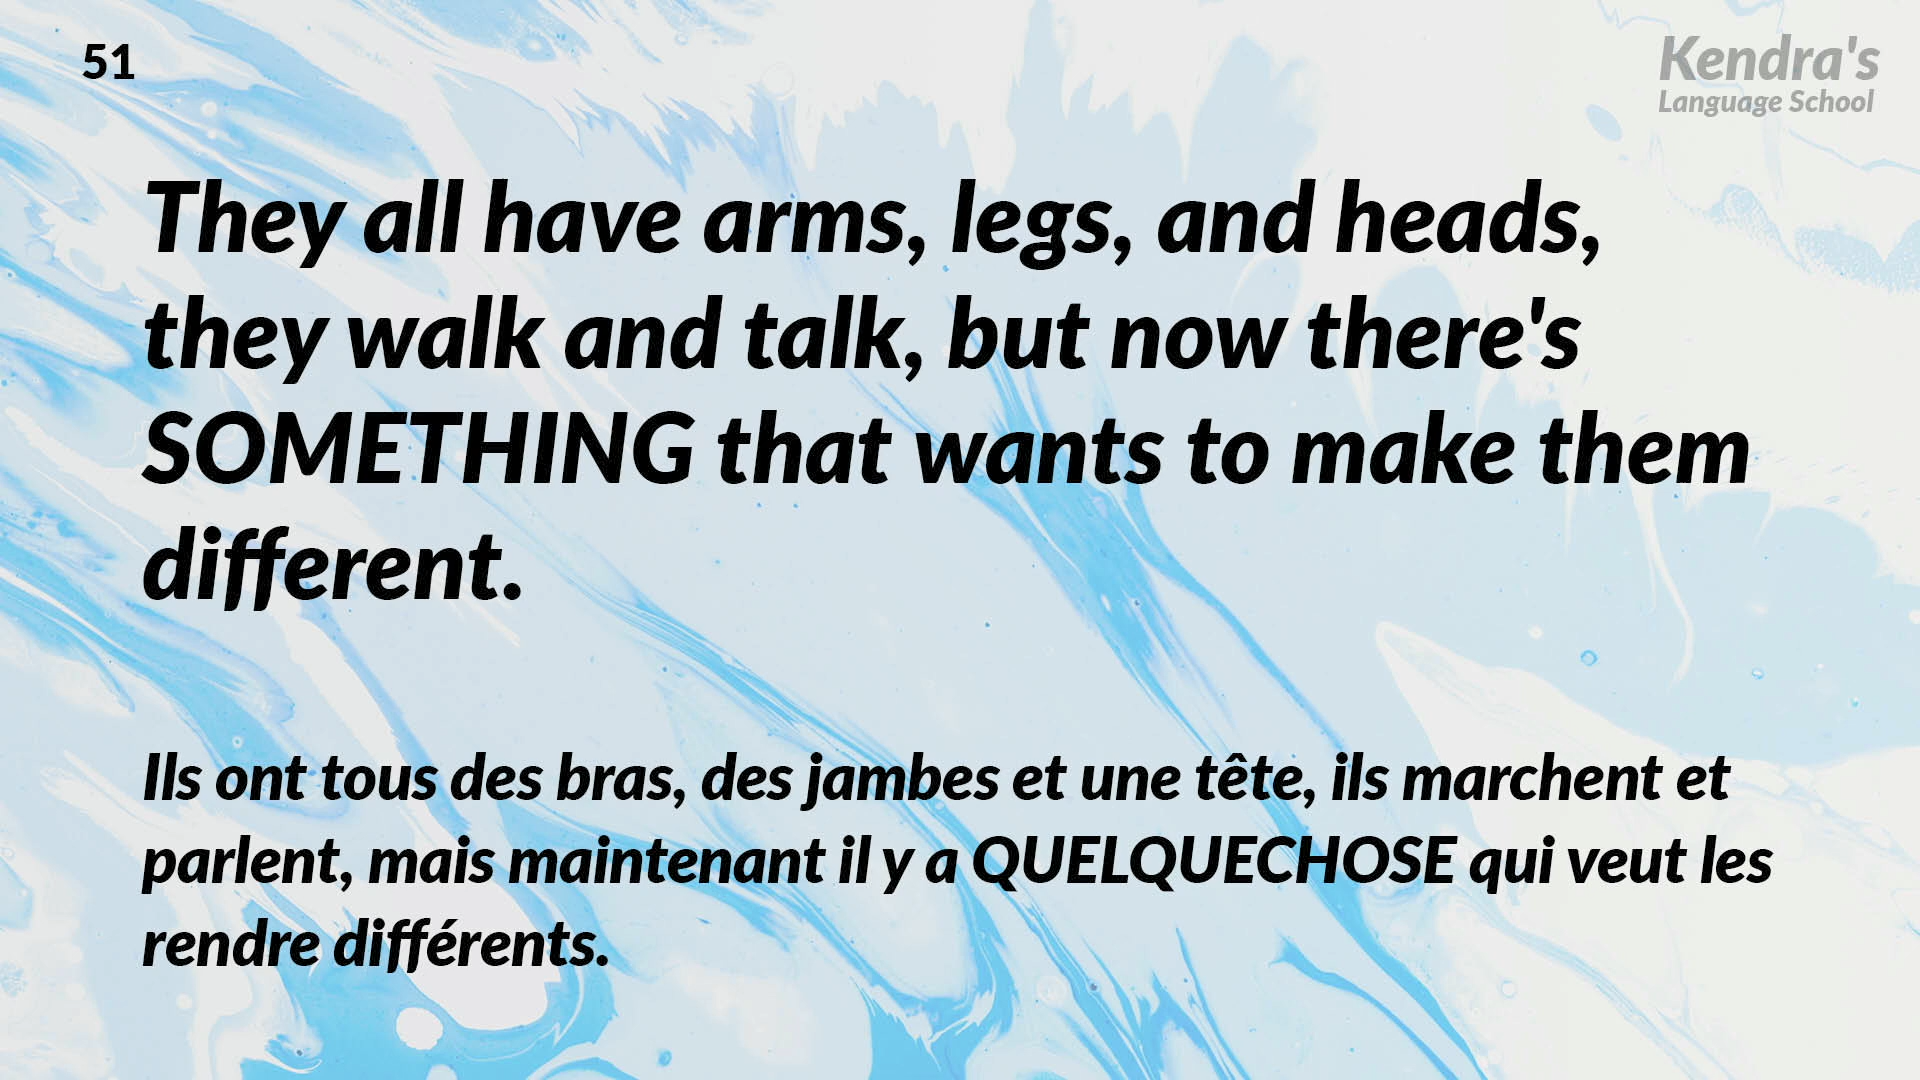 51
Kendra's
Language School
They all have arms, legs, and heads,
they walk and talk, but now there's
SOMETHING that wants to make them
different.
Ils ont tous des bras, des jambes et une tête, ils marchent et
parlent, mais maintenant il y a QUELQUECHOSE qui veut les
rendre différents.